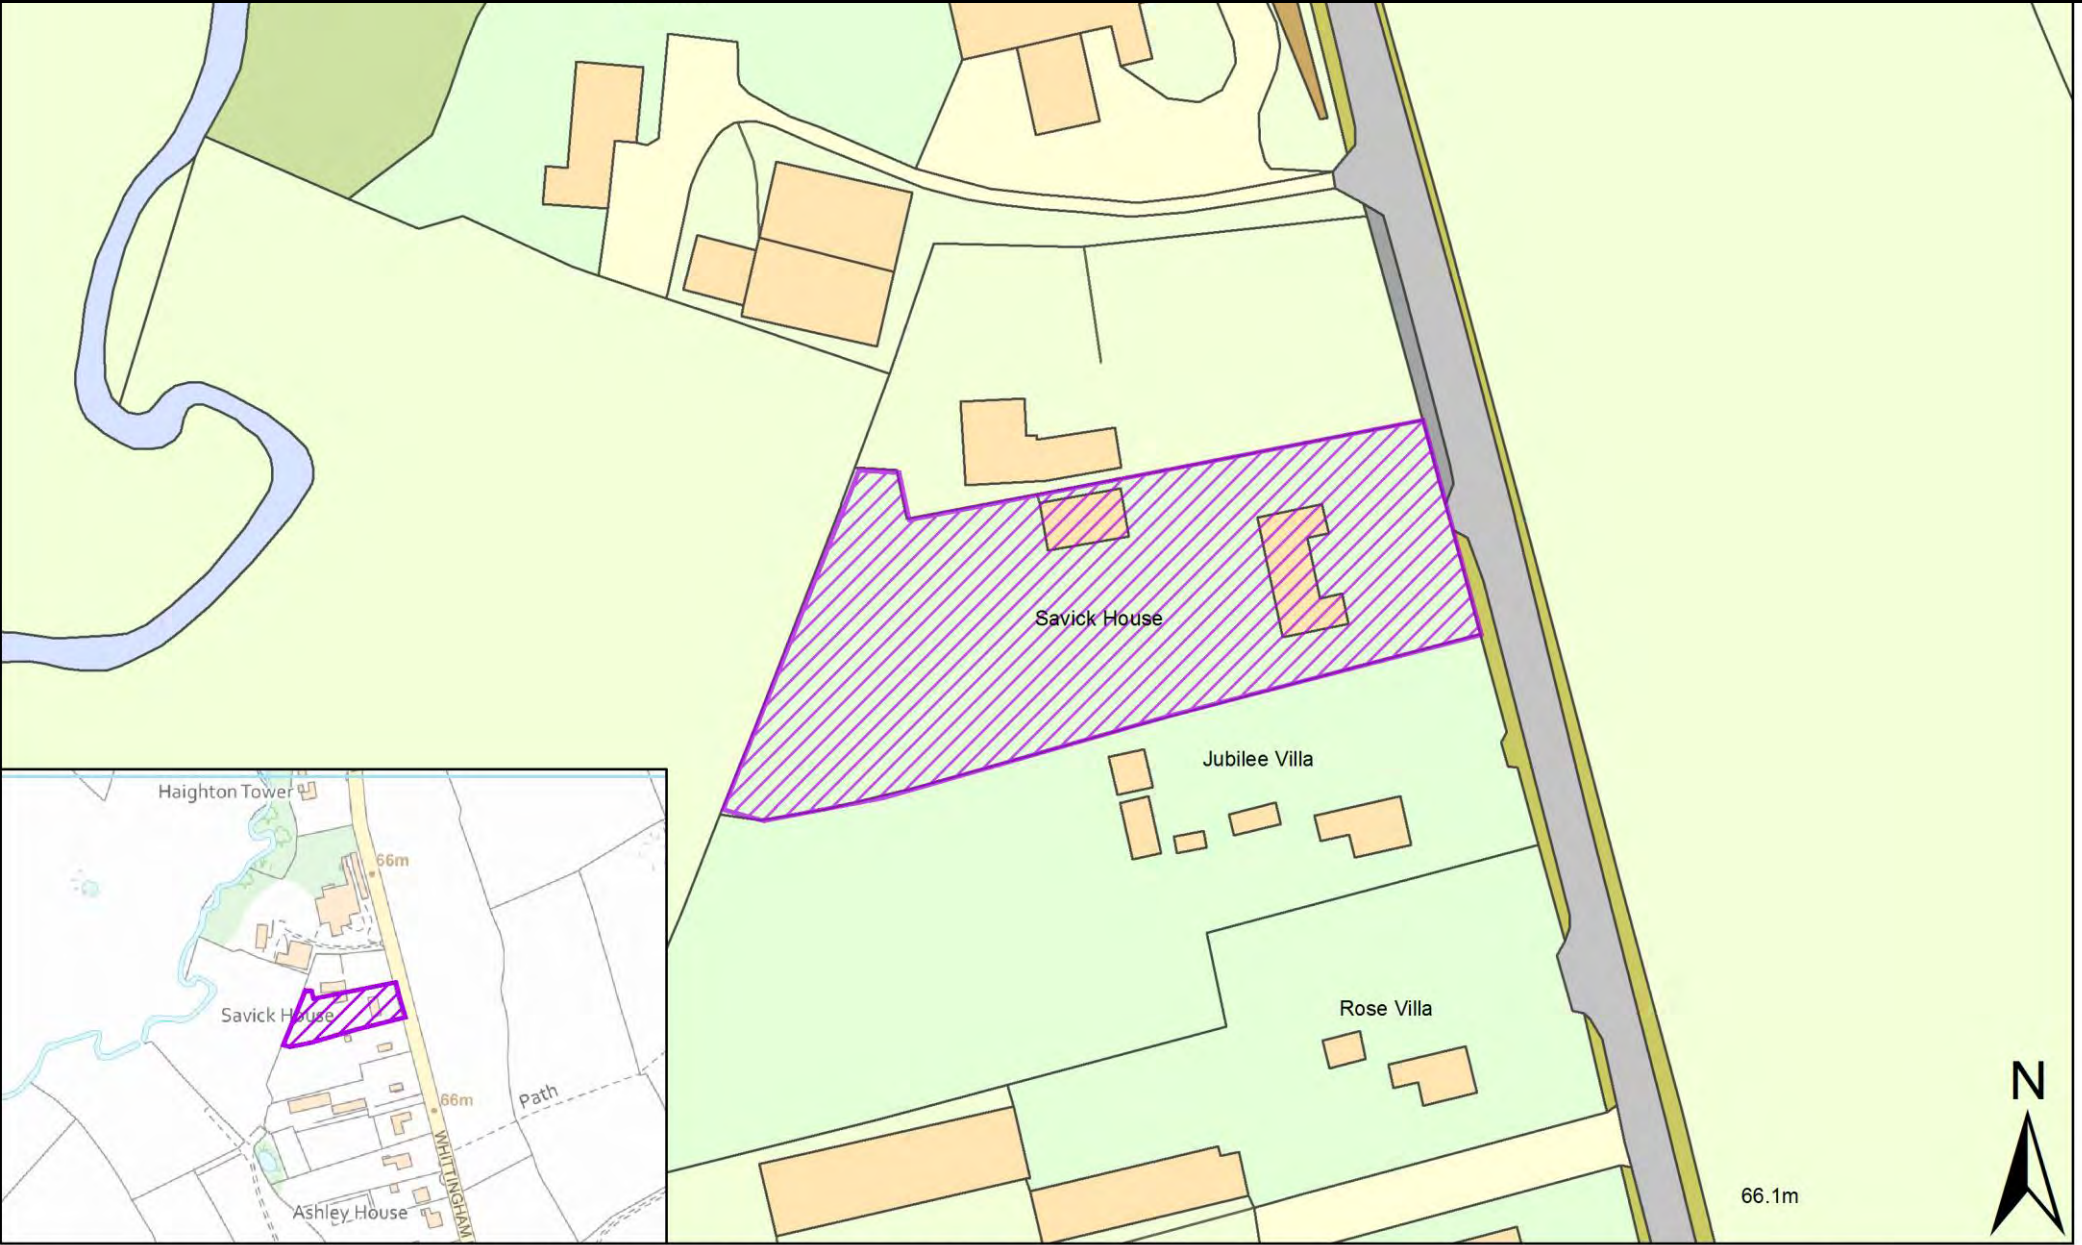 Savick House
Jubilee Villa
Rose Villa
N
66.1m
Haighton Tower
66m
Savick House
Path
66m
WHITTINGHAM
Ashley House